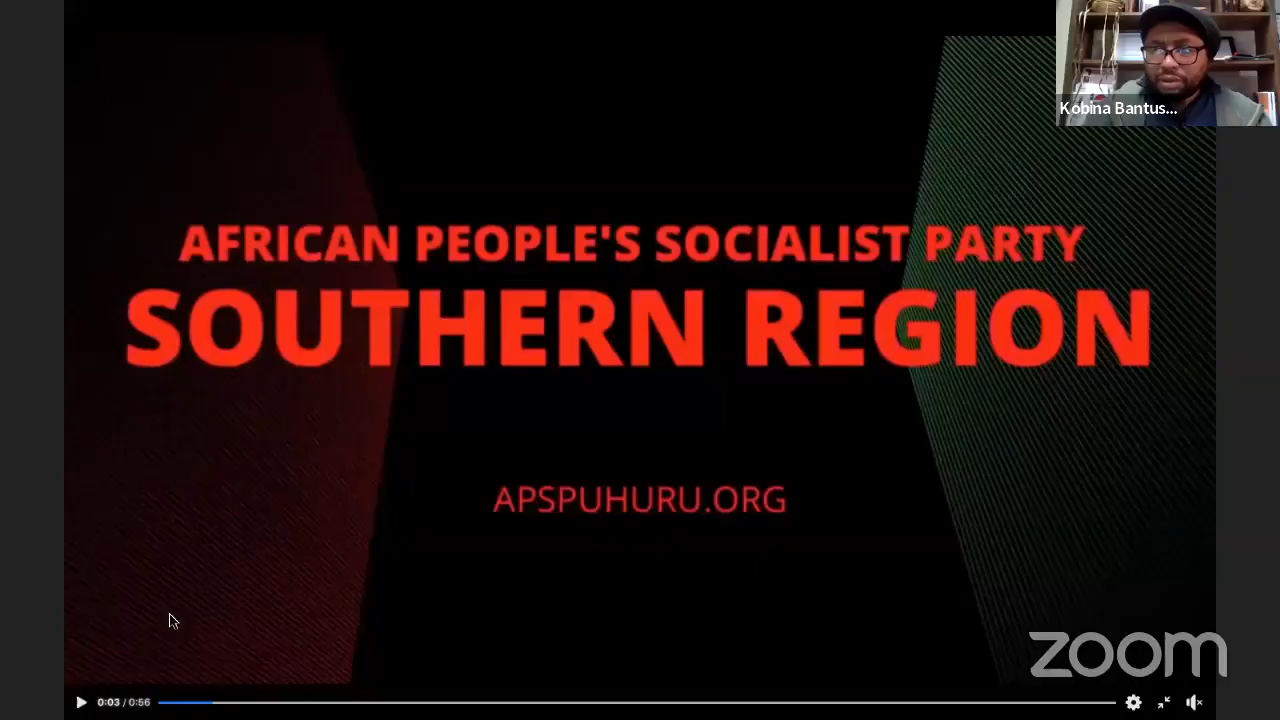 Kobina Bantus...
AFRICAN PEOPLE'S SOCIALIST PARTY
SOUTHERN REGION
APSPUHURU.ORG
zoom
0:03 / 0:56